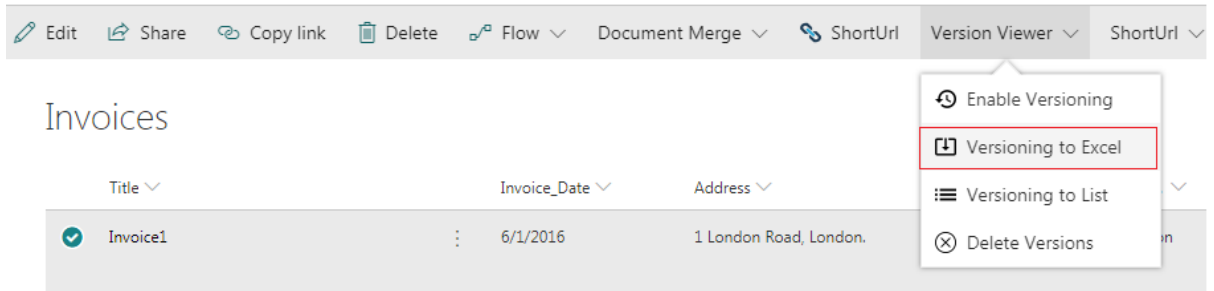 Edit Share Copy link Delete Flow Document Merge ShortUrl Version Viewer ShortUrl
Enable Versioning
Invoices
Versioning to Excel
Title Invoice_Date Address
Versioning to List
Invoice1 6/1/2016 1 London Road, London.
Delete Versions